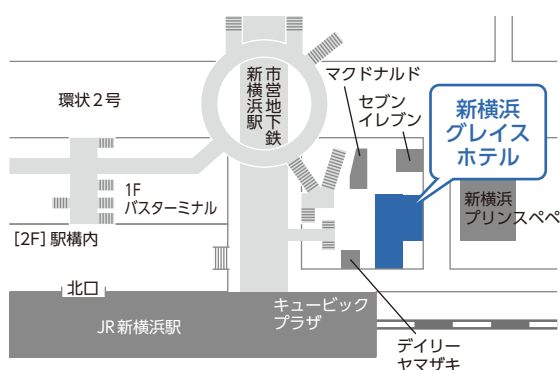 市営地下鉄
新横浜駅
マクドナルド
セブン
イレブン
環状2号
新横浜
グレイス
ホテル
1F
バスターミナル
新横浜
プリンスペペ
[2F] 駅構内
北口
キュービック
プラザ
JR新横浜駅
デイリー
ヤマザキ